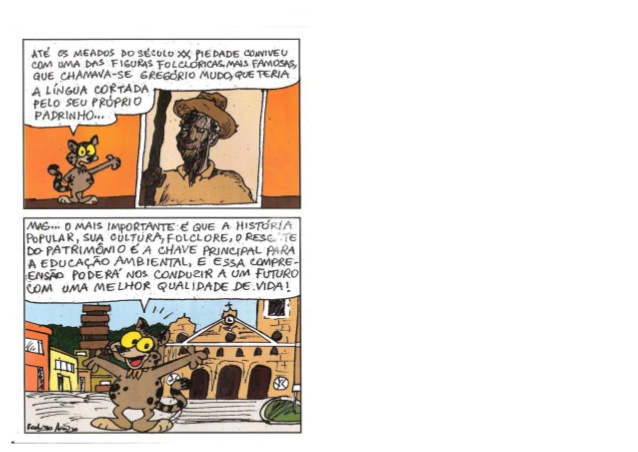 ATÉ OS MEADOS DO SÉCULO XX, PIEDADE CONVIVEU
COM UMA DAS FIGURAS FOLCLÓRICAS, MAIS FAMOSAS,
QUE CHAMAVA-SE GREGÓRIO MUDO, QUE TERIA
A LÍNGUA CORTADA
PELO SEU PRÓPRIO
PADRINHO...
MAS... O MAIS IMPORTANTE É QUE A HISTÓRIA
POPULAR, SUA CULTURA, FOLCLORE, O RESGATE
DO PATRIMÔNIO É A CHAVE PRINCIPAL PARA
A EDUCAÇÃO AMBIENTAL, E ESSA COMPRE-
ENSÃO PODERÁ NOS CONDUZIR A UM FUTURO
COM UMA MELHOR QUALIDADE DE VIDA!